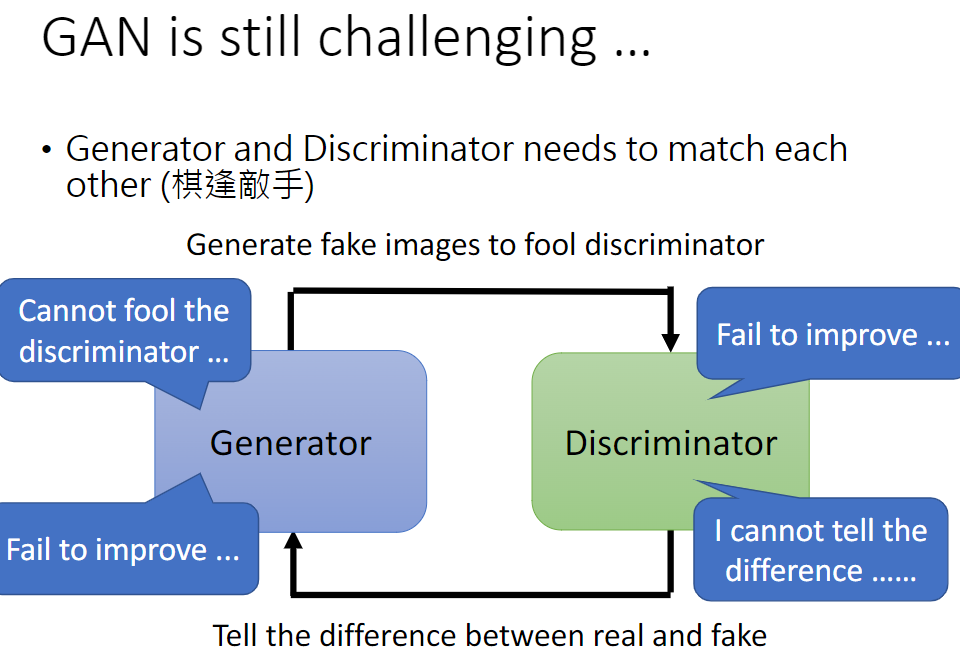 GAN is still challenging …
• Generator and Discriminator needs to match each
other (棋逢敵手)
Generate fake images to fool discriminator
Cannot fool the
discriminator …
Fail to improve …
Generator
Discriminator
Fail to improve …
I cannot tell the
difference ……
Tell the difference between real and fake